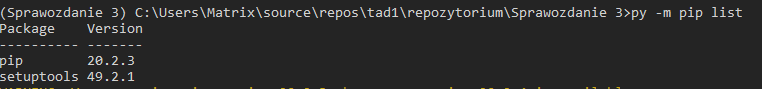 (Sprawozdanie 3) C:\Users\Matrix\source\repos\tad1\repozytorium\Sprawozdanie 3>py -m pip list
Package    Version
---------- -------
pip        20.2.3
setuptools 49.2.1